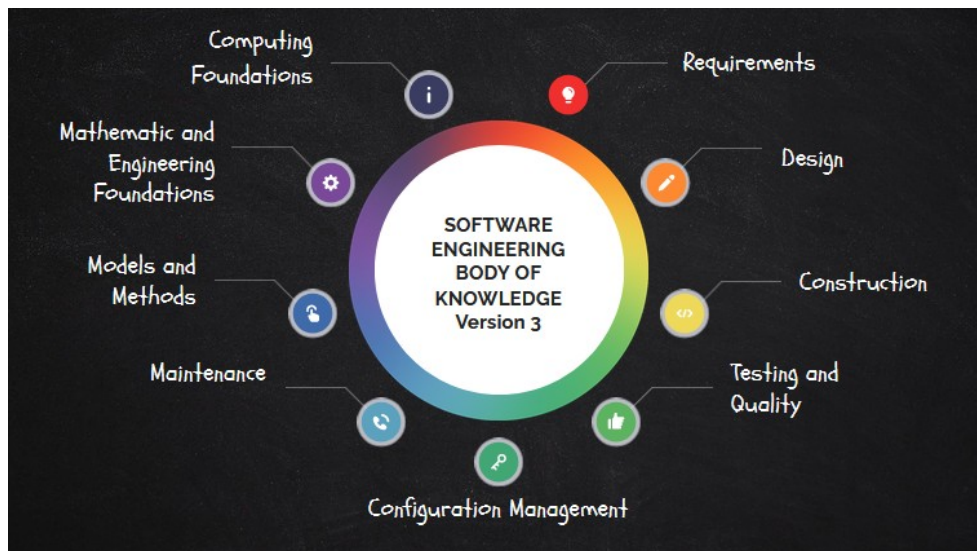 SOFTWARE
ENGINEERING
BODY OF
KNOWLEDGE
Version 3
Requirements
Design
Construction
Testing and
Quality
Configuration Management
Maintenance
Models and
Methods
Mathematic and
Engineering
Foundations
Computing
Foundations